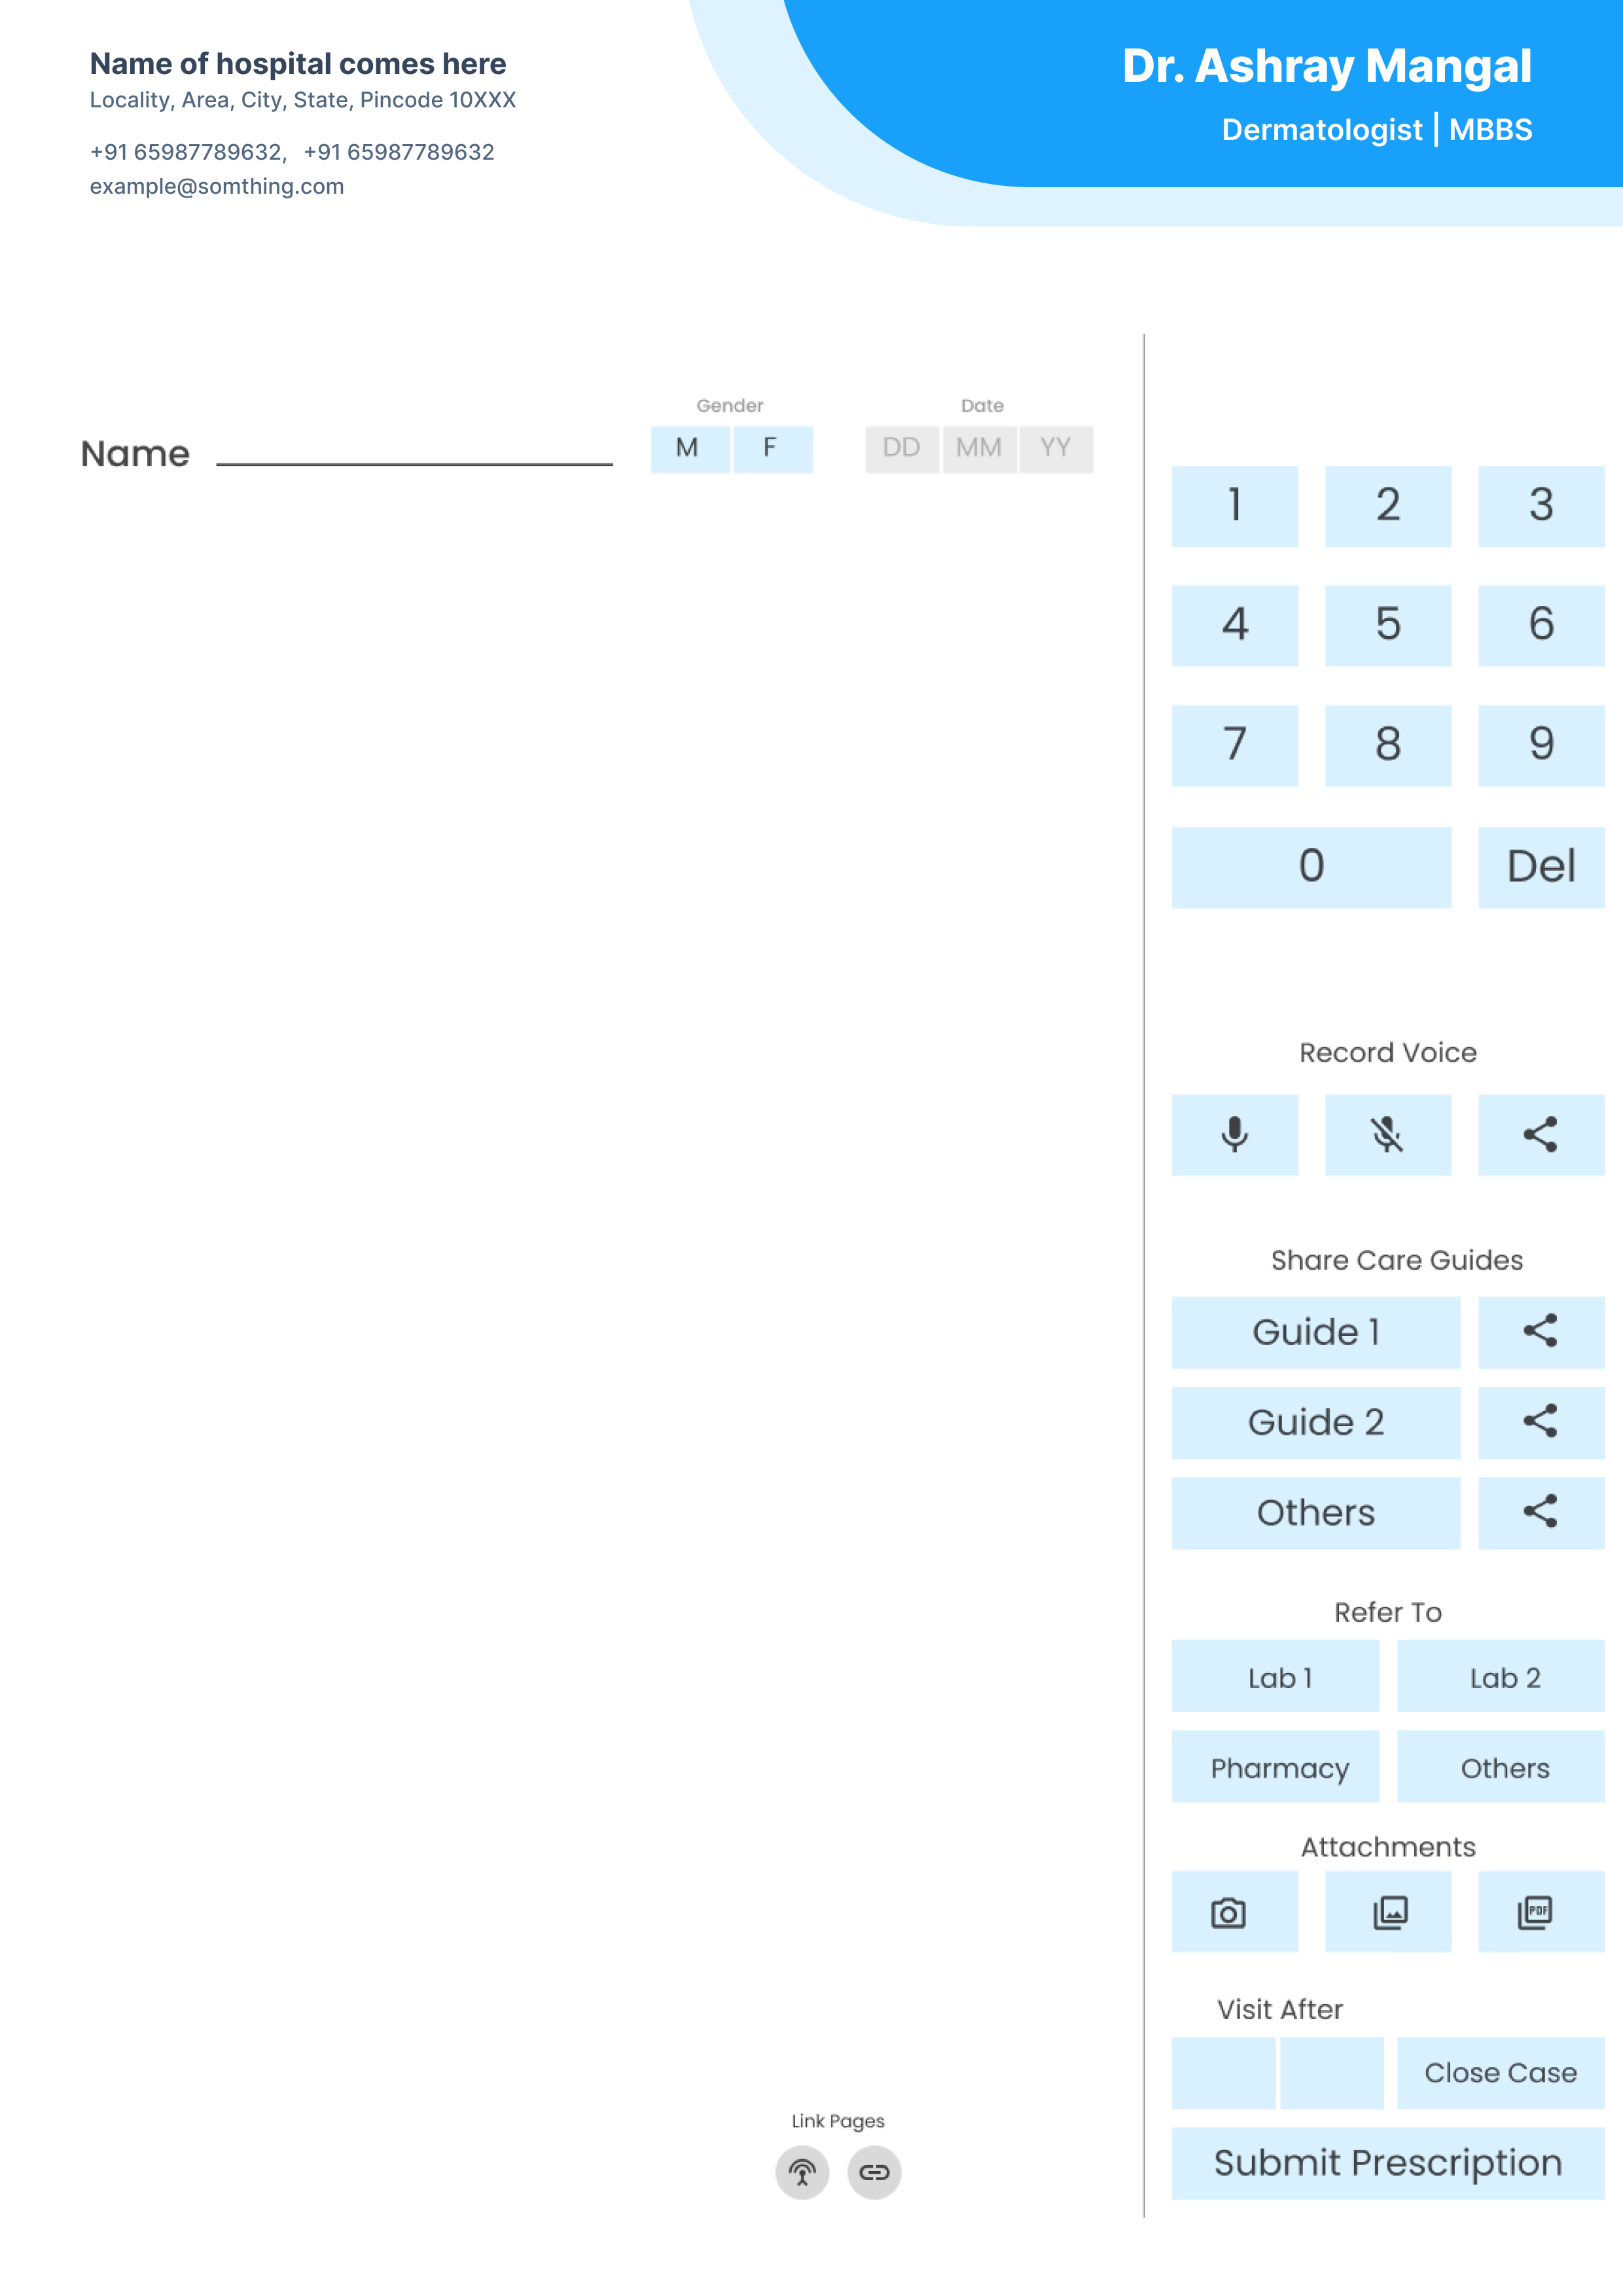 Name of hospital comes here
Locality, Area, City, State, Pincode 10XXX
+91 65987789632, +91 65987789632
example@somthing.com
Dr. Ashray Mangal
Dermatologist | MBBS
Name
Gender
M F
Date
DD MM YY
1 2 3
4 5 6
7 8 9
0 Del
Record Voice
Share Care Guides
Guide 1
Guide 2
Others
Refer To
Lab 1 Lab 2
Pharmacy Others
Attachments
PDF
Visit After
Close Case
Submit Prescription
Link Pages